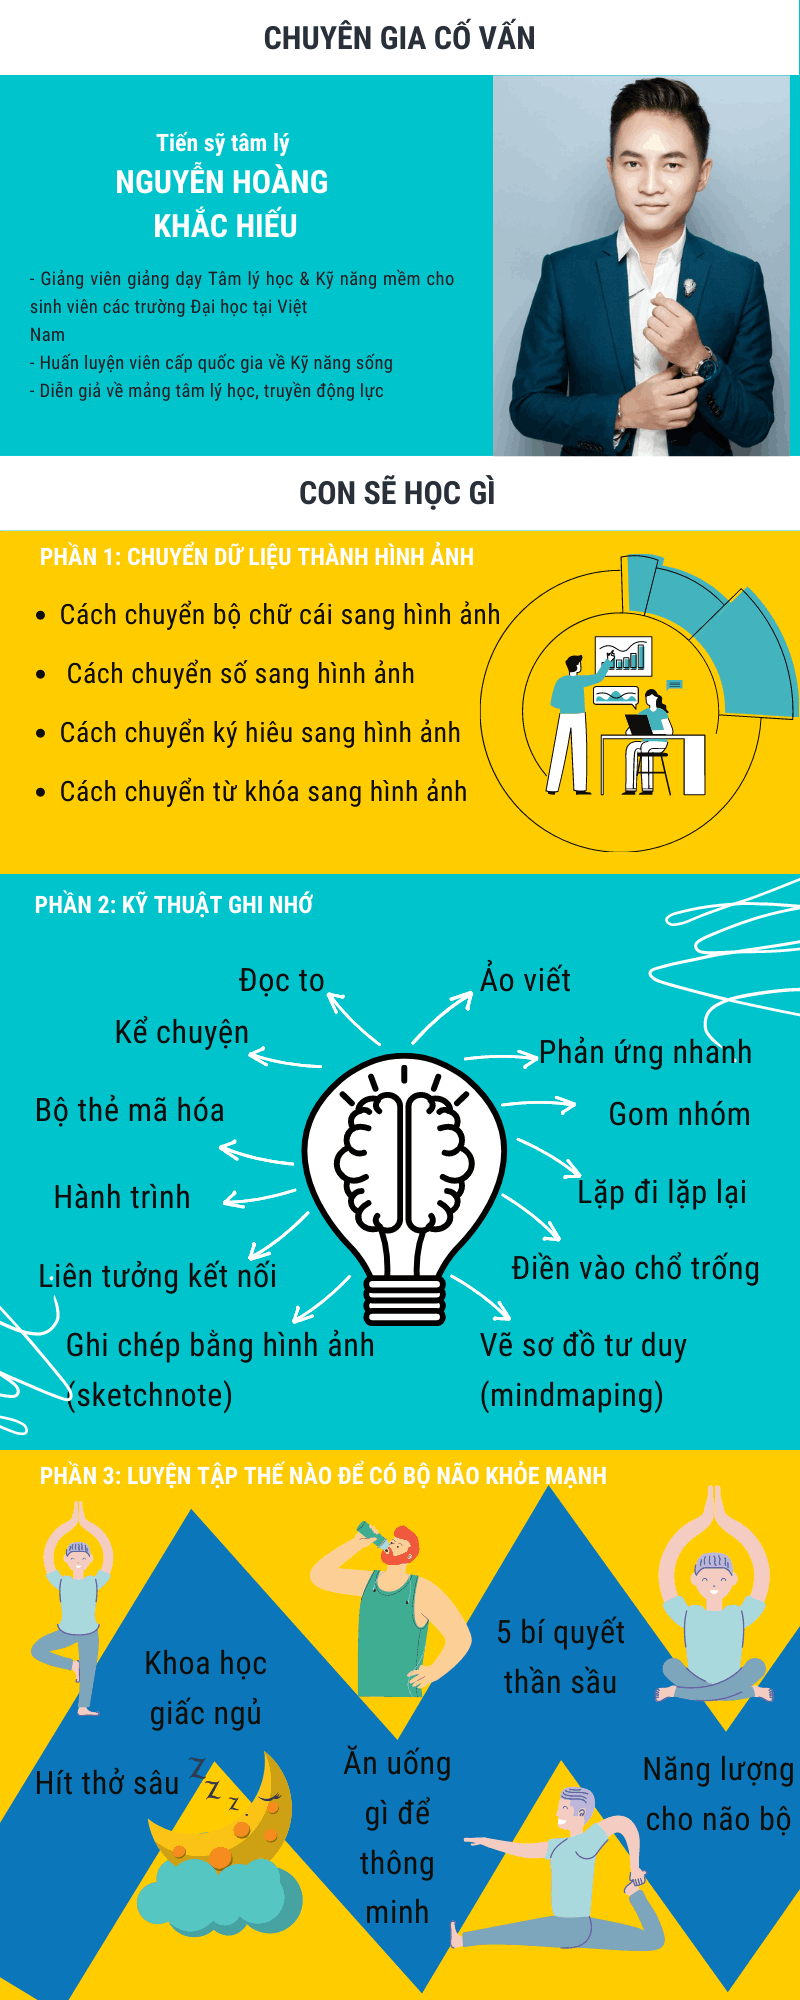 CHUYÊN GIA CỐ VẤN
Tiến sỹ tâm lý
NGUYỄN HOÀNG
KHẮC HIẾU
- Giảng viên giảng dạy Tâm lý học & Kỹ năng mềm cho
sinh viên các trường Đại học tại Việt
Nam
- Huấn luyện viên cấp quốc gia về Kỹ năng sống
- Diễn giả về mảng tâm lý học, truyền động lực
CON SẼ HỌC GÌ
PHẦN 1: CHUYỂN DỮ LIỆU THÀNH HÌNH ẢNH
• Cách chuyển bộ chữ cái sang hình ảnh
• Cách chuyển số sang hình ảnh
• Cách chuyển ký hiêu sang hình ảnh
• Cách chuyển từ khóa sang hình ảnh
PHẦN 2: KỸ THUẬT GHI NHỚ
Đọc to
Ảo viết
Kể chuyện
Phản ứng nhanh
Bộ thẻ mã hóa
Gom nhóm
Hành trình
Lặp đi lặp lại
Liên tưởng kết nối
Điền vào chổ trống
Ghi chép bằng hình ảnh
(sketchnote)
Vẽ sơ đồ tư duy
(mindmaping)
PHẦN 3: LUYỆN TẬP THẾ NÀO ĐỂ CÓ BỘ NÃO KHỎE MẠNH
5 bí quyết
thần sầu
Khoa học
giấc ngủ
Hít thở sâu
Z Z Z
Ăn uống
gì để
thông
minh
Năng lượng
cho não bộ